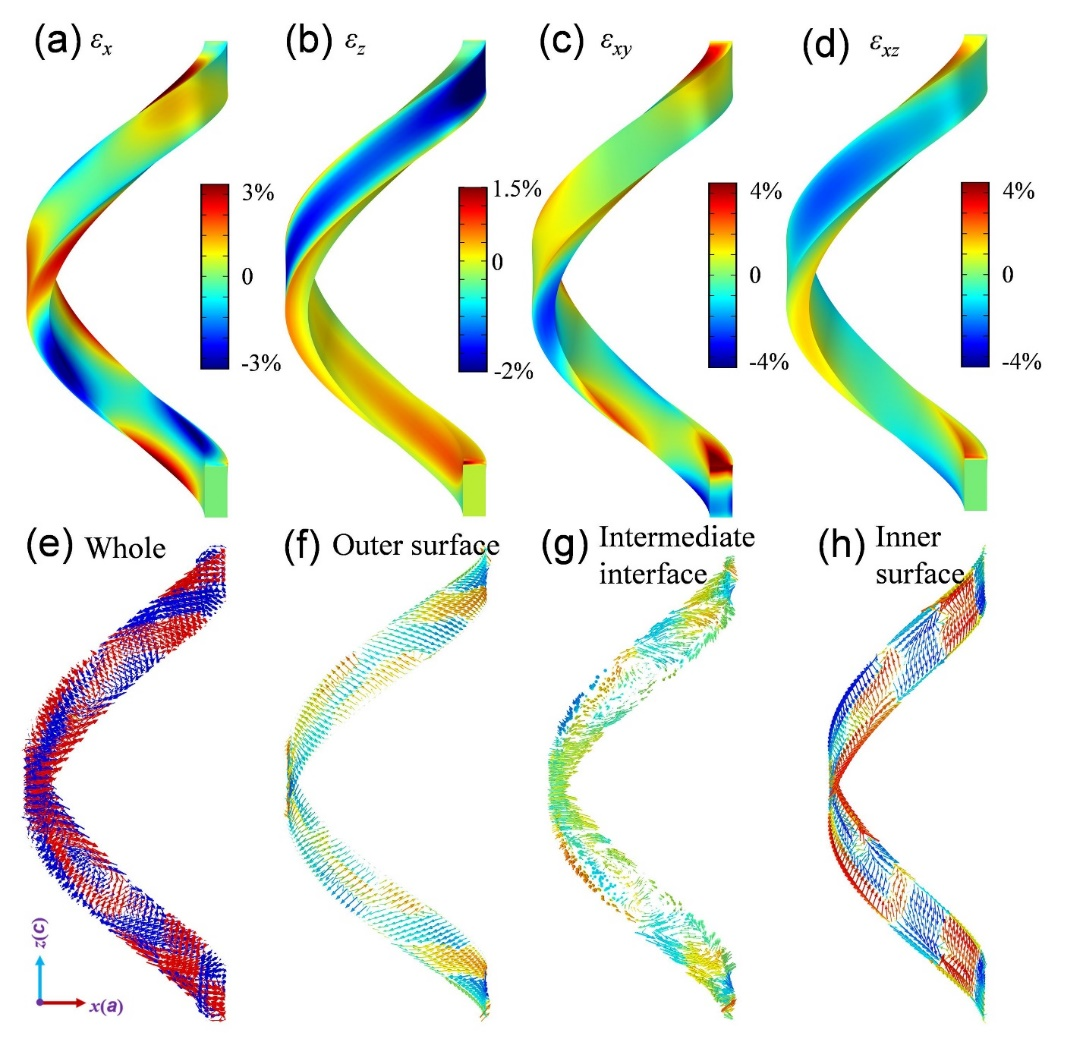 (a) εx (b) εz (c) εxy (d) εxz
3% 1.5% 4% 4%
0 0 0 0
-3% -2% -4% -4%
(e) Whole (f) Outer surface (g) Intermediate interface (h) Inner surface
z(c)
x(a)